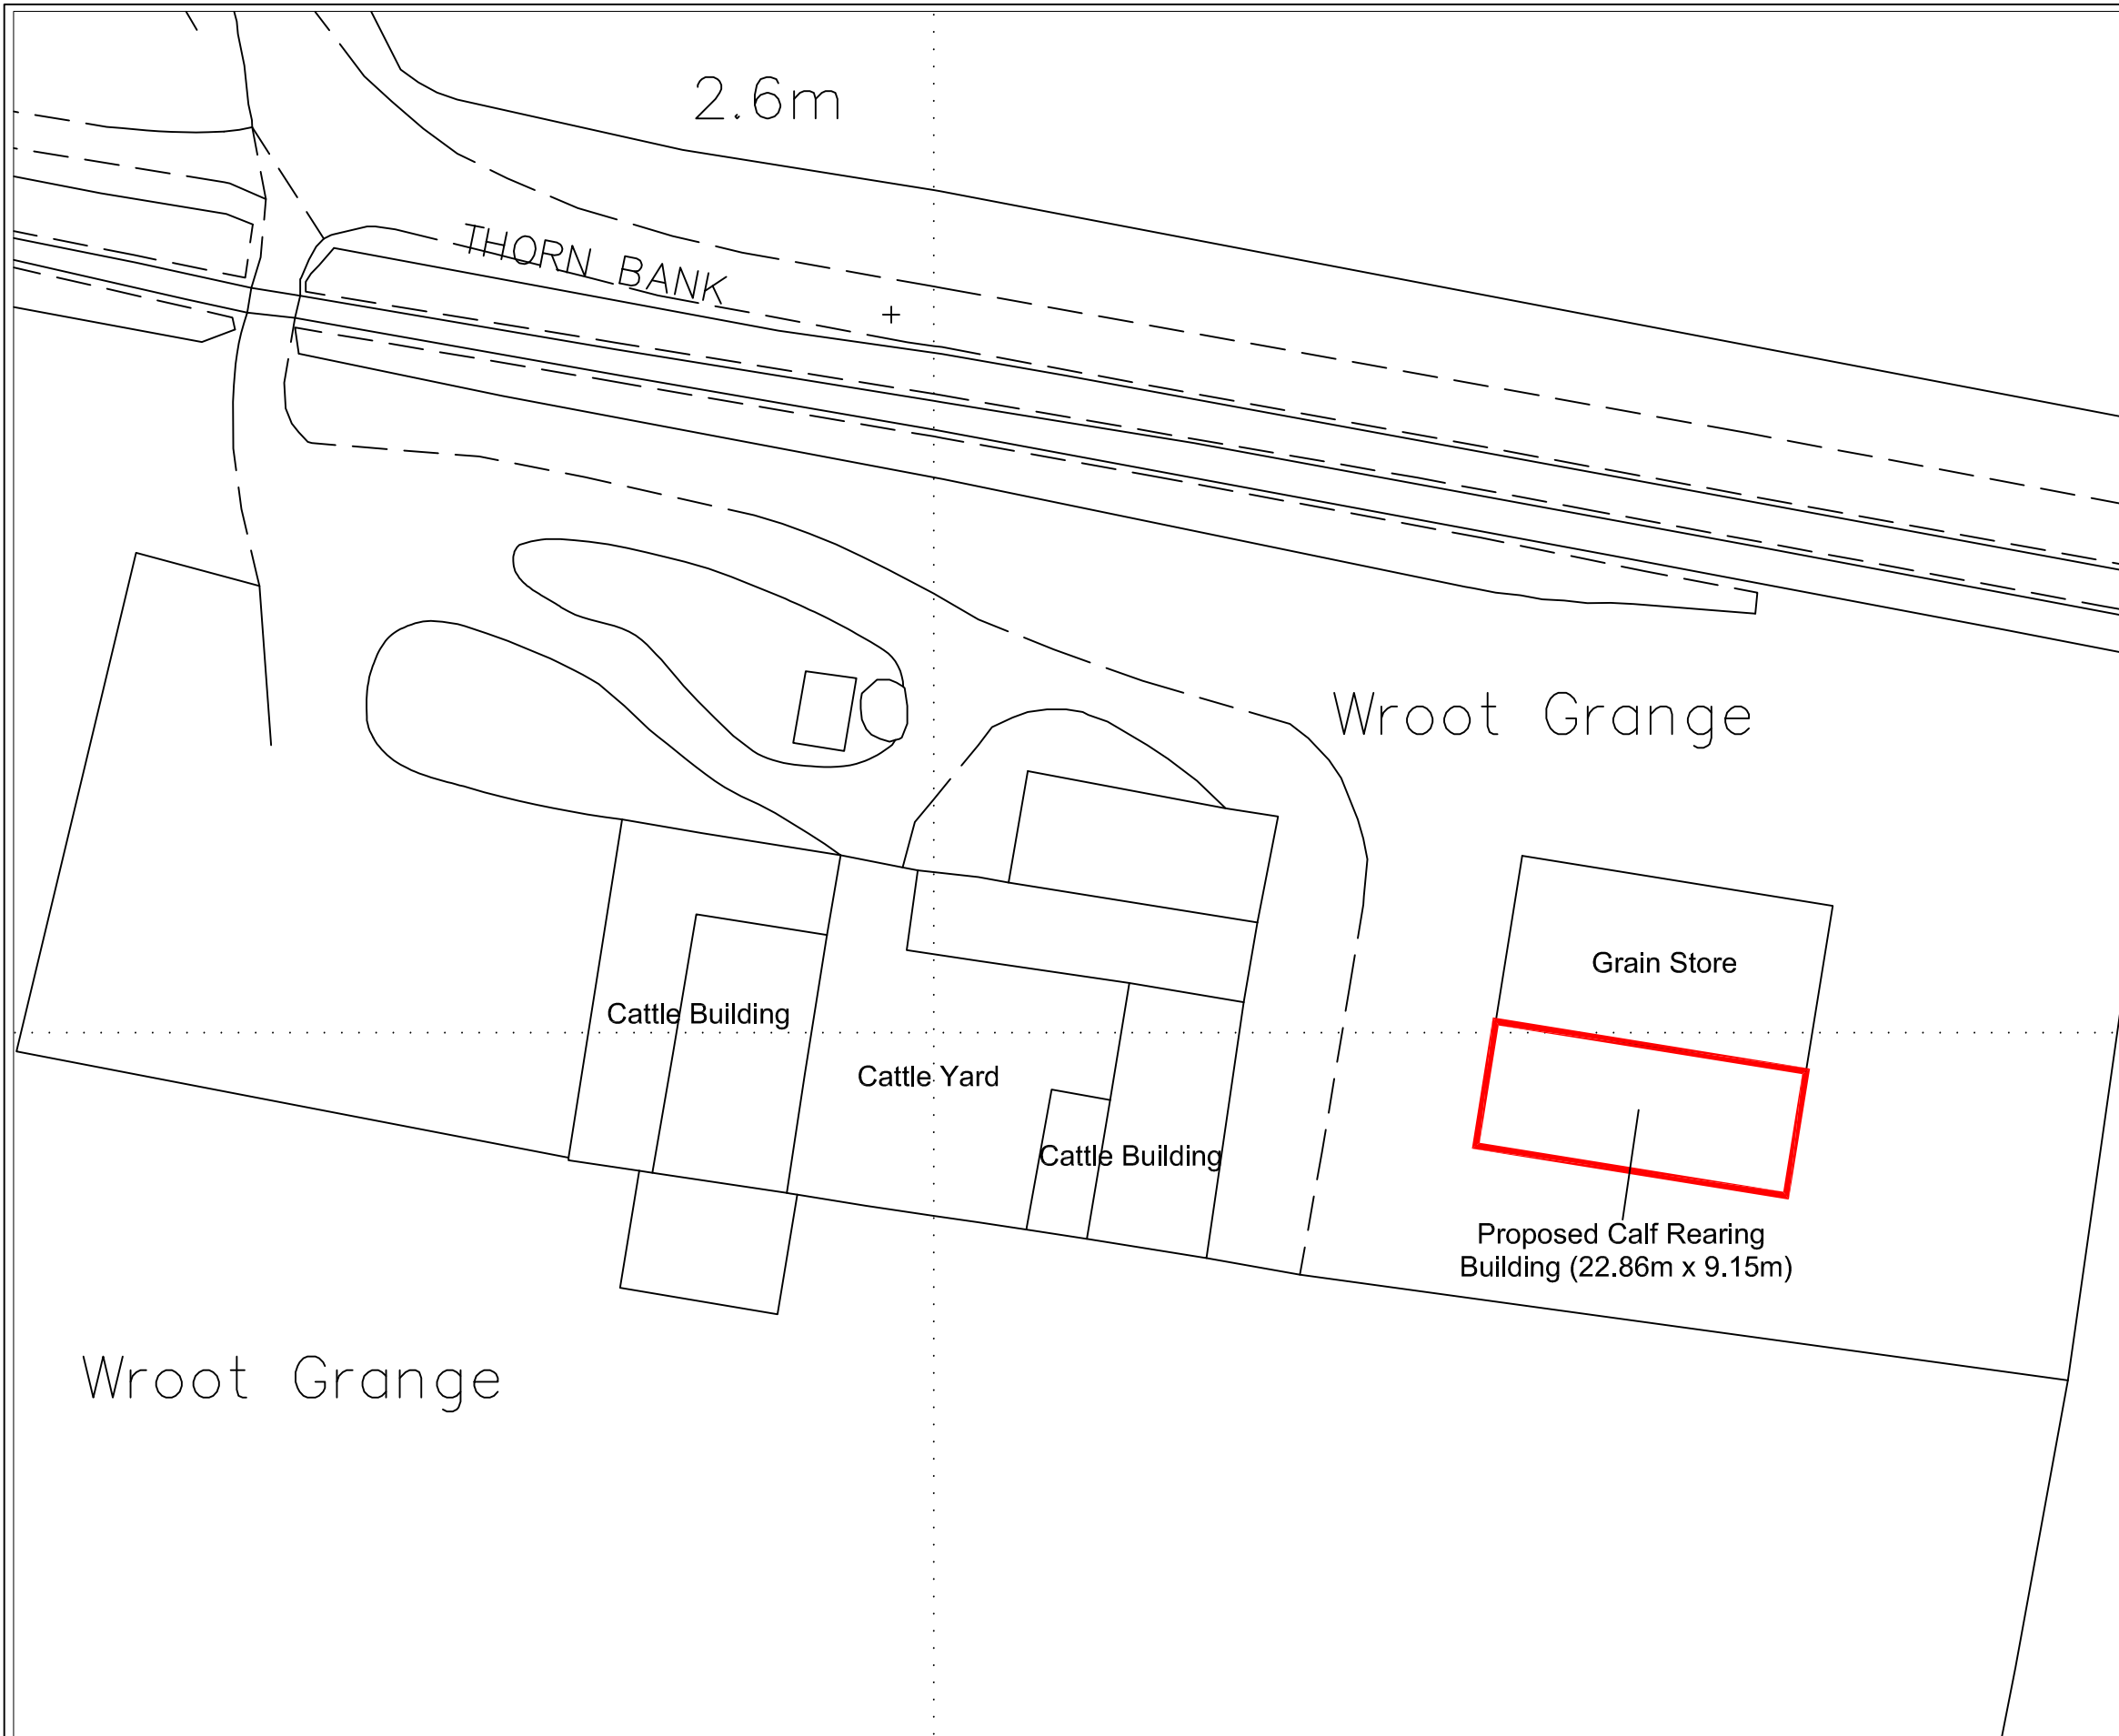 2.6m
THORN BANK
Wroot Grange
Grain Store
Cattle Building
Cattle Yard
Cattle Building
Proposed Calf Rearing
Building (22.86m x 9.15m)
Wroot Grange